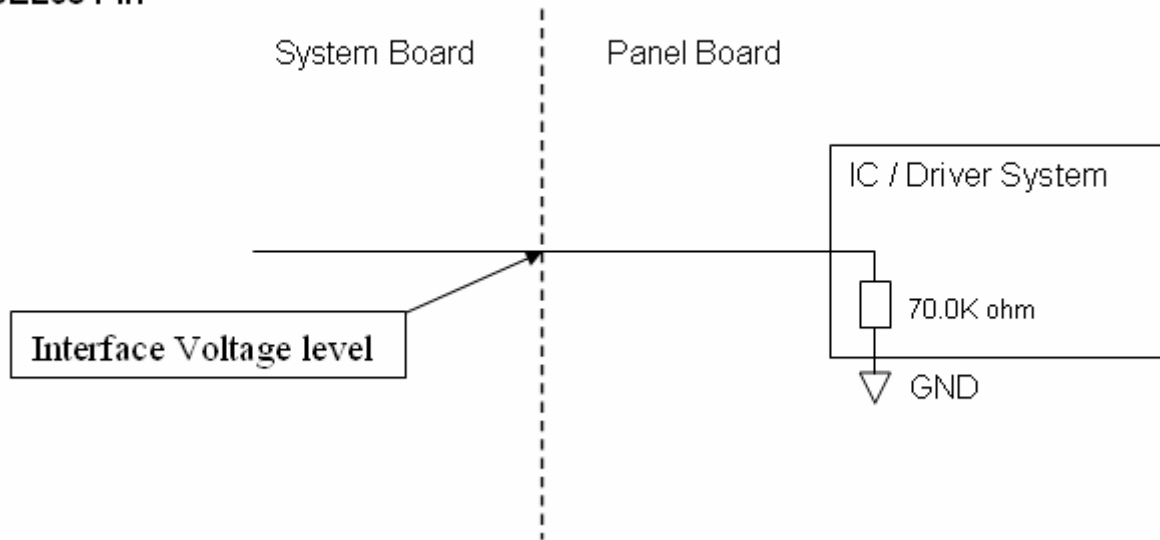 System Board
Panel Board
IC / Driver System
70.0K ohm
Interface Voltage level
GND